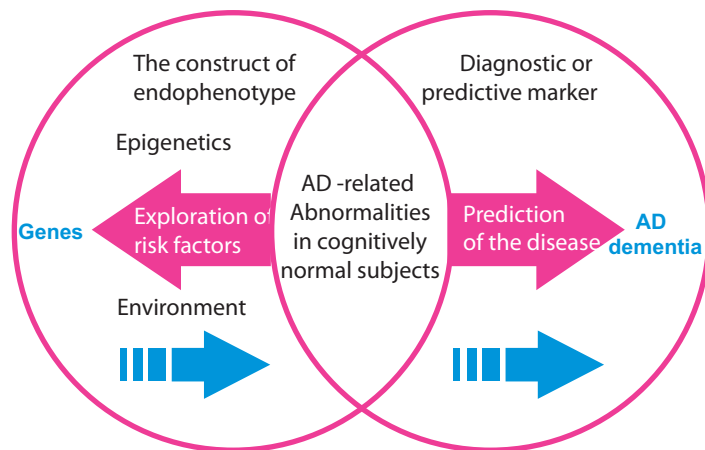 The construct of
endophenotype
Diagnostic or
predictive marker
Epigenetics
Genes
Exploration of
risk factors
AD -related
Abnormalities
in cognitively
normal subjects
Prediction
of the disease
AD
dementia
Environment